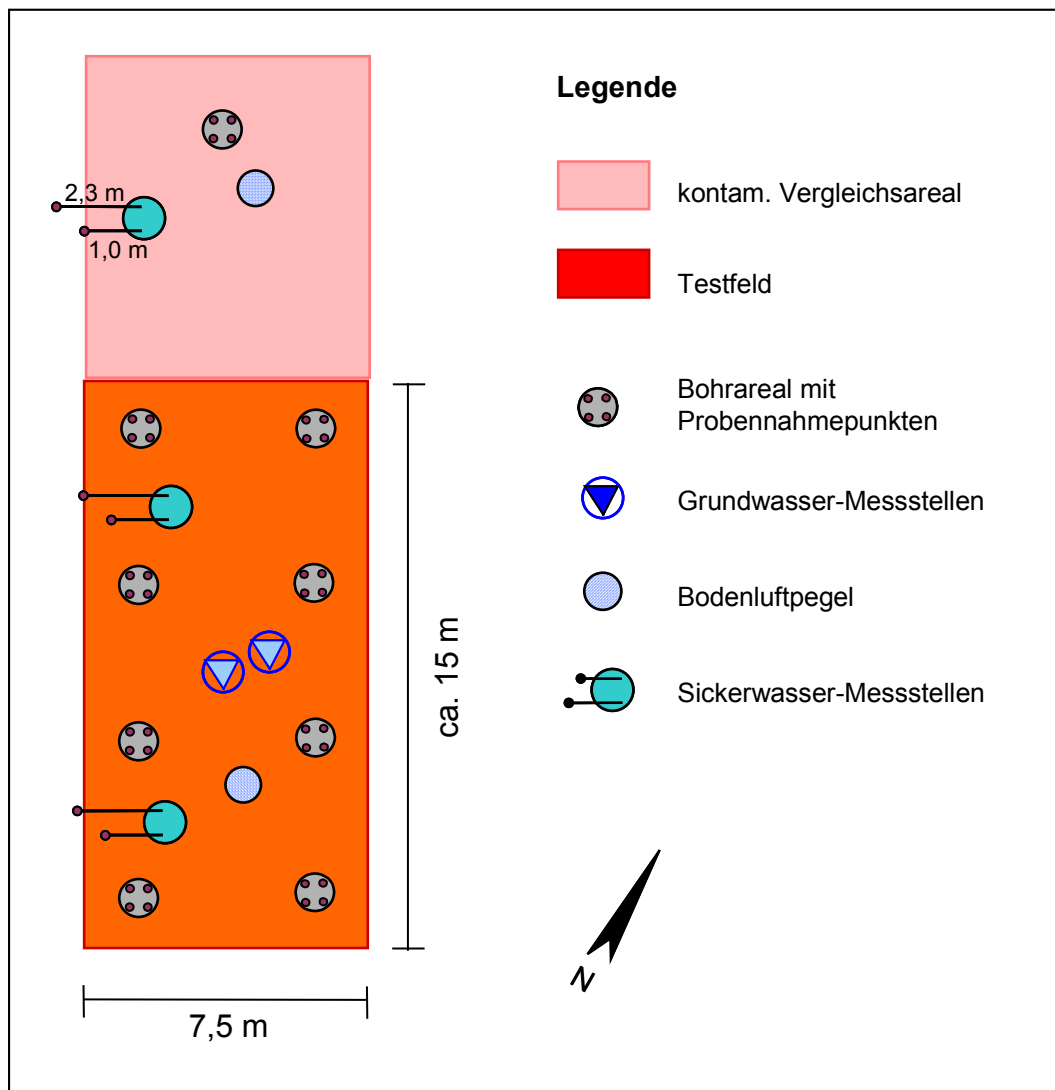 Legende
kontam. Vergleichsareal
2,3 m
1,0 m
Testfeld
Bohrareal mit
Probennahmepunkten
Grundwasser-Messstellen
Bodenluftpegel
Sickerwasser-Messstellen
ca. 15 m
N
7,5 m